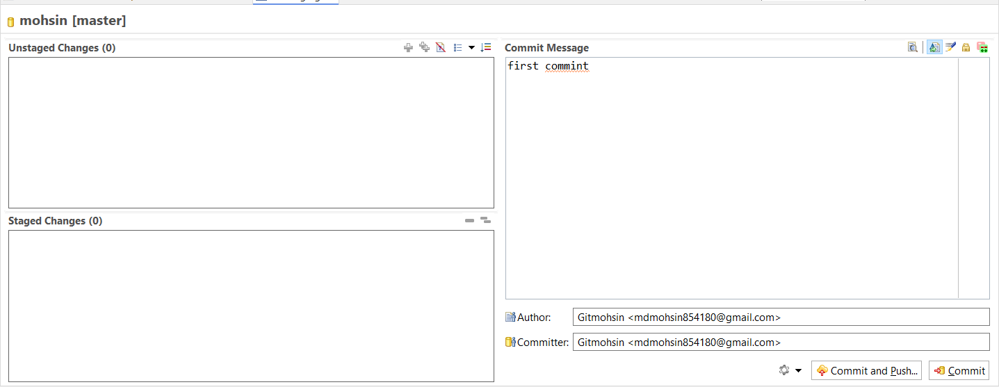 mohsin [master]
Unstaged Changes (0)
Commit Message
first commint
Staged Changes (0)
Author: Gitmohsin <mdmohsin854180@gmail.com>
Committer: Gitmohsin <mdmohsin854180@gmail.com>
Commit and Push... Commit